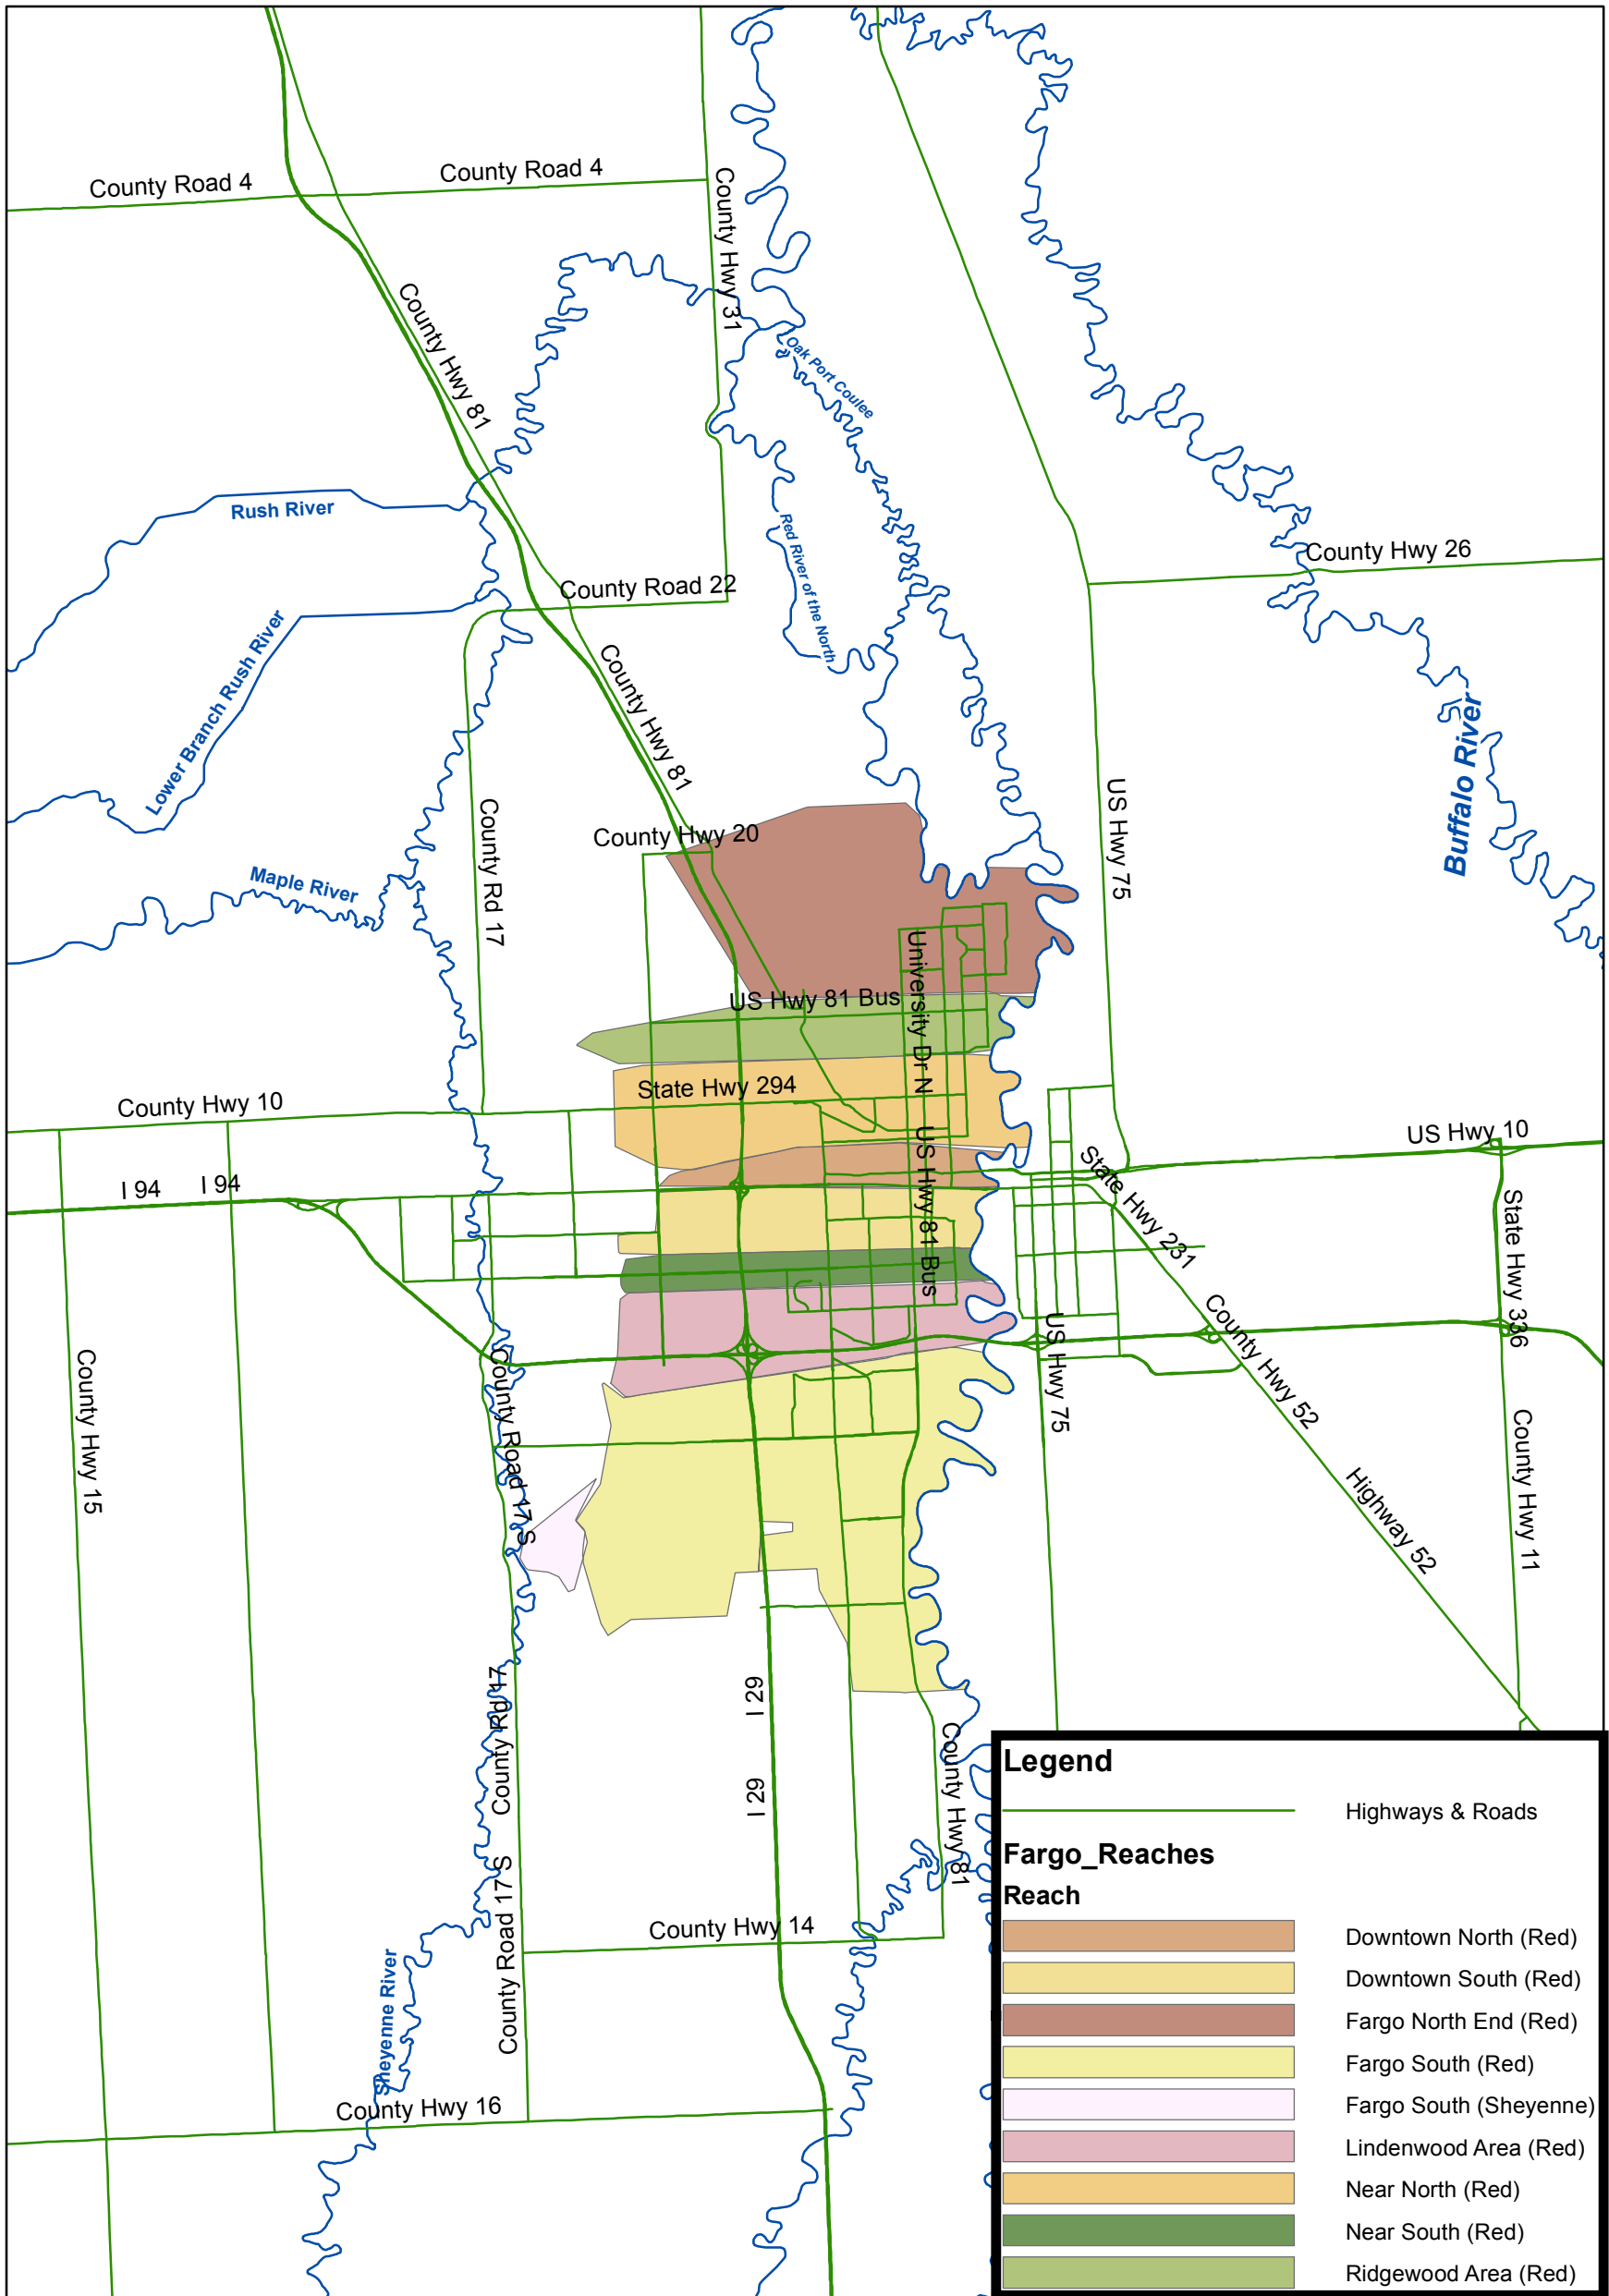 County Road 4
County Road 4
County Hwy 31
County Hwy 81
Oak Port Coulee
Rush River
Red River of the North
County Hwy 26
County Road 22
Lower Branch Rush River
County Hwy 81
Buffalo River
US Hwy 75
County Rd 17
County Hwy 20
Maple River
University Dr N
US Hwy 81 Bus
State Hwy 294
County Hwy 10
US Hwy 10
US Hwy 81 Bus
State Hwy 231
I 94
I 94
State Hwy 336
County Hwy 52
US Hwy 75
County Hwy 15
County Road 17 S
County Hwy 11
Highway 52
County Rd 17
I 29
I 29
County Hwy 81
County Road 17 S
County Hwy 14
Sheyenne River
County Hwy 16
Legend
Highways & Roads
Fargo_Reaches
Reach
Downtown North (Red)
Downtown South (Red)
Fargo North End (Red)
Fargo South (Red)
Fargo South (Sheyenne)
Lindenwood Area (Red)
Near North (Red)
Near South (Red)
Ridgewood Area (Red)